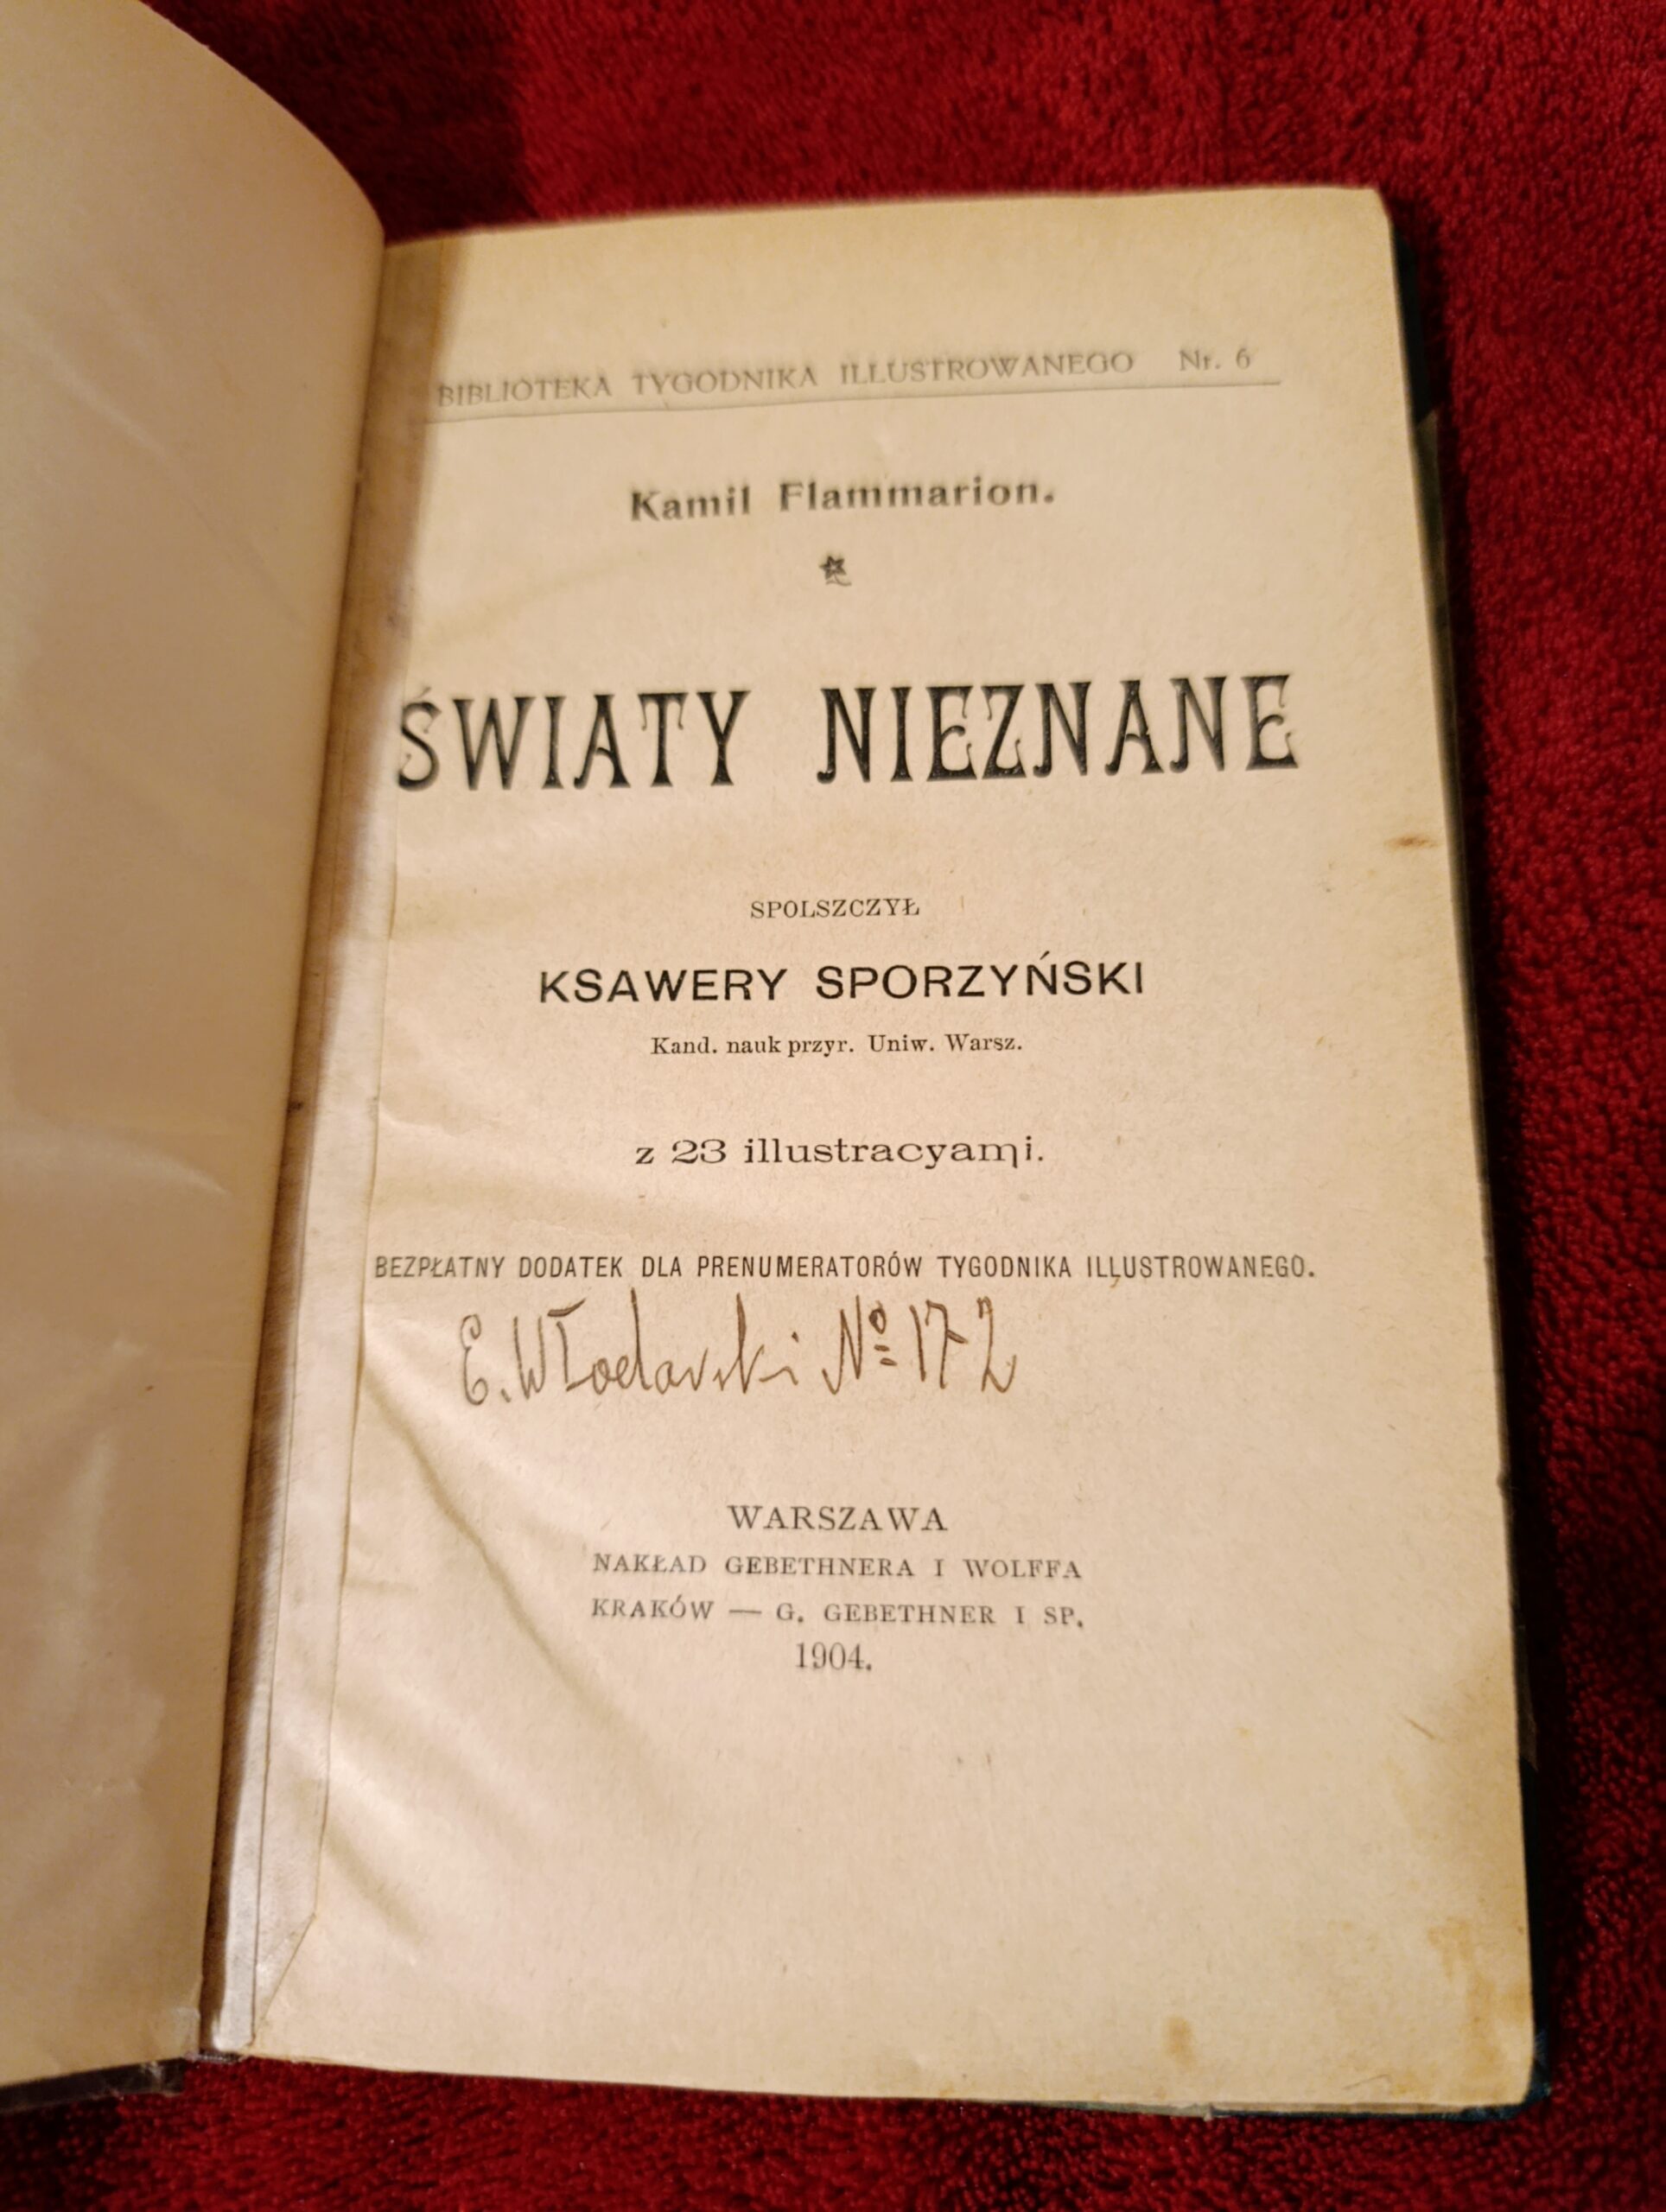 BIBLIOTEKA TYGODNIKA ILLUSTROWANEGO Nr. 6
Kamil Flammarion.
ŚWIATY NIEZNANE
SPOLSZCZYŁ
KSAWERY SPORZYŃSKI
Kand. nauk przyr. Uniw. Warsz.
z 23 illustracyami.
BEZPŁATNY DODATEK DLA PRENUMERATORÓW TYGODNIKA ILLUSTROWANEGO.
E. Włodarski № 172
WARSZAWA
NAKŁAD GEBETHNERA I WOLFFA
KRAKÓW — G. GEBETHNER I SP.
1904.